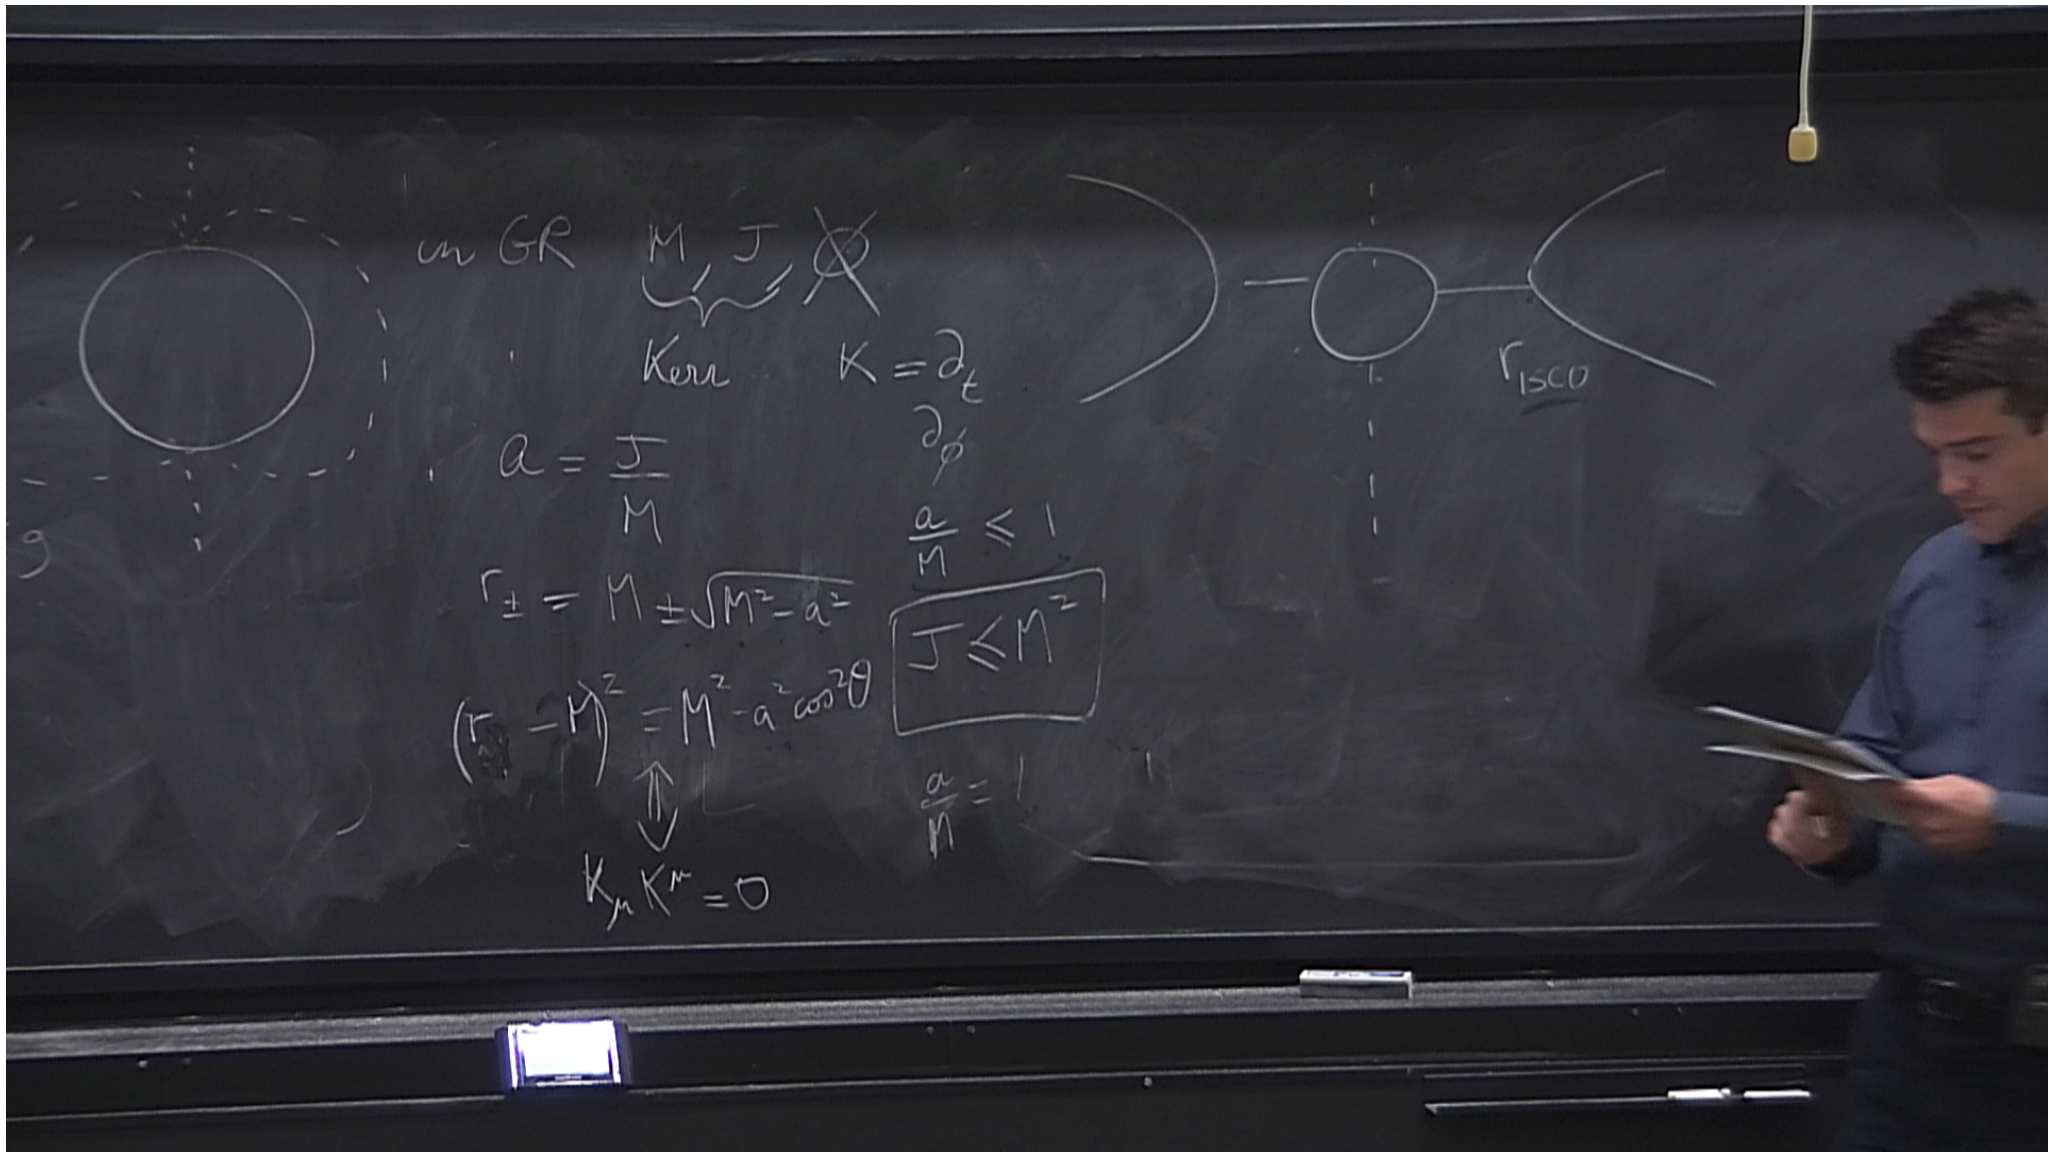 in GR M, J, Q
Kerr K = ∂_t
∂_φ
a = J/M
a/M ≤ 1
r_± = M ± √(M² - a²)
J ≤ M²
(r - M)² = M² - a² cos²θ
⇕
K_μ K^μ = 0
a/M = 1
r_ISCO
g